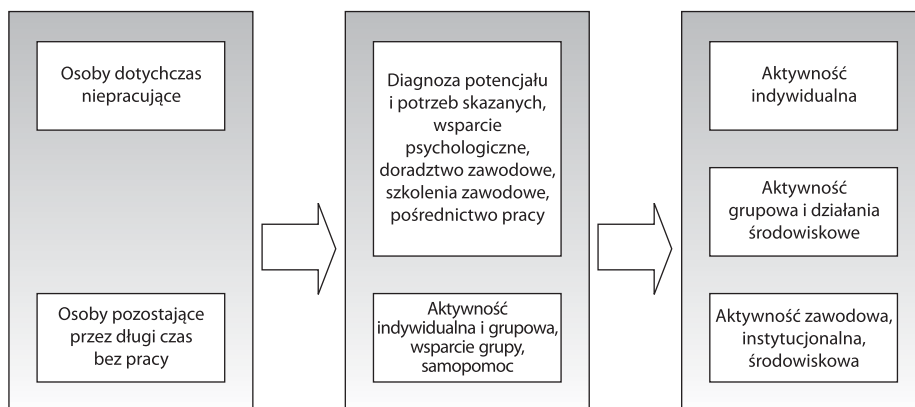 Osoby dotychczas
niepracujące
Osoby pozostające
przez długi czas
bez pracy
Diagnoza potencjału
i potrzeb skazanych,
wsparcie
psychologiczne,
doradztwo zawodowe,
szkolenia zawodowe,
pośrednictwo pracy
Aktywność
indywidualna i grupowa,
wsparcie grupy,
samopomoc
Aktywność
indywidualna
Aktywność
grupowa i działania
środowiskowe
Aktywność zawodowa,
instytucjonalna,
środowiskowa